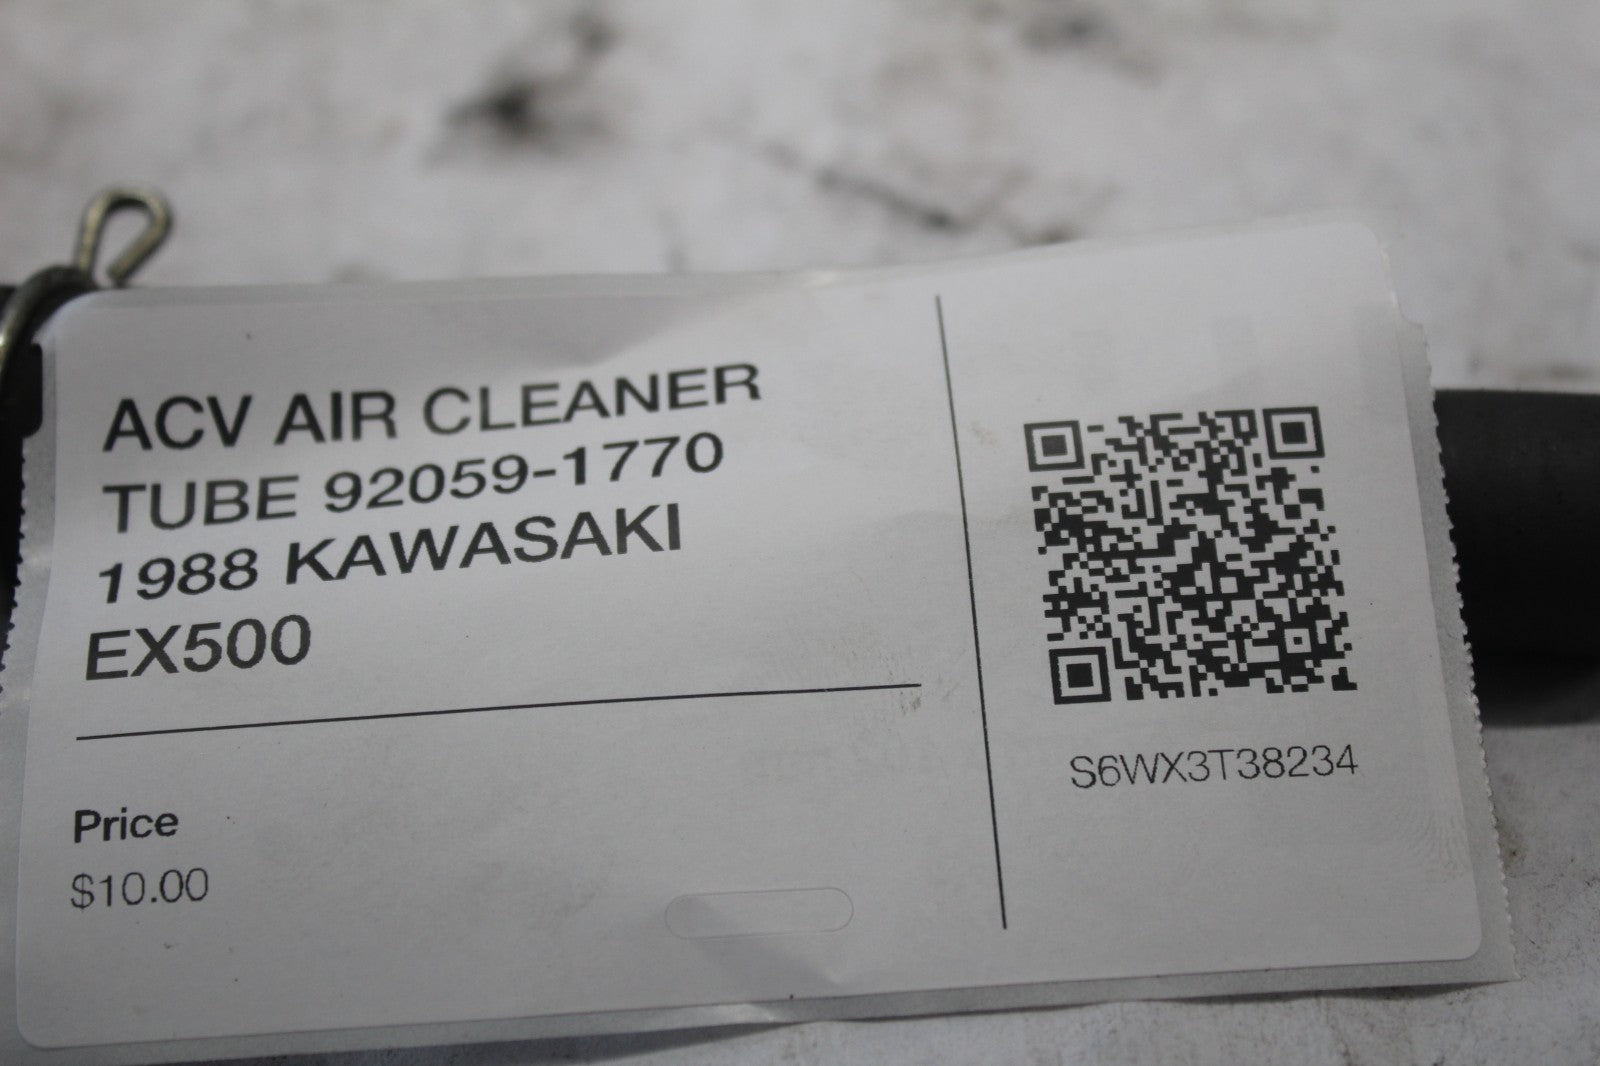 ACV AIR CLEANER
TUBE 92059-1770
1988 KAWASAKI
EX500
Price
$10.00
S6WX3T38234